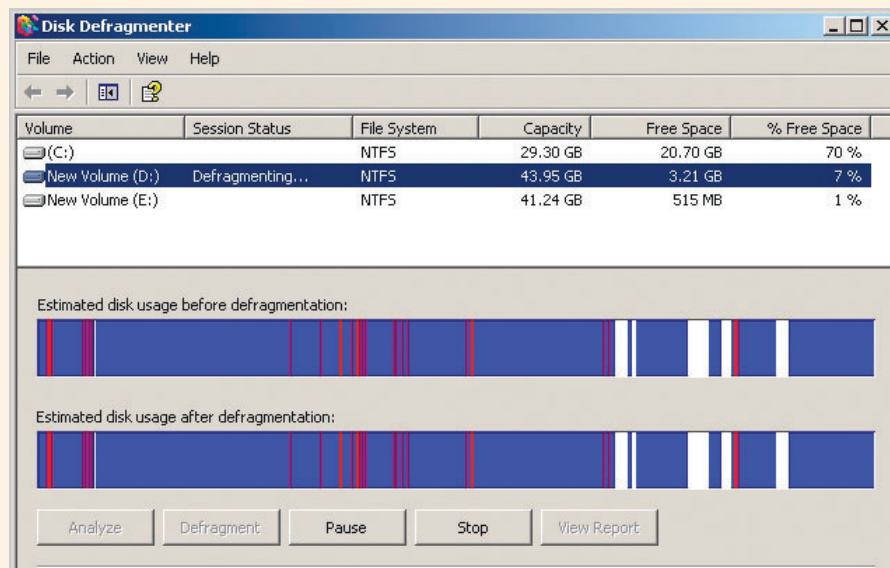 Disk Defragmenter
File Action View Help
Volume Session Status File System Capacity Free Space % Free Space
(C:) NTFS 29.30 GB 20.70 GB 70 %
New Volume (D:) Defragmenting... NTFS 43.95 GB 3.21 GB 7 %
New Volume (E:) NTFS 41.24 GB 515 MB 1 %
Estimated disk usage before defragmentation:
Estimated disk usage after defragmentation:
Analyze Defragment Pause Stop View Report